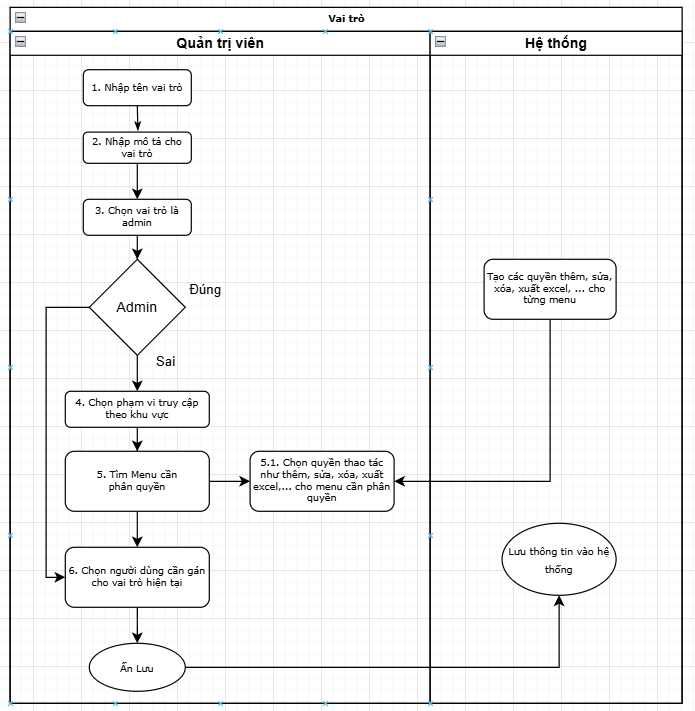 Vai trò
Quản trị viên
Hệ thống
1. Nhập tên vai trò
2. Nhập mô tả cho
vai trò
3. Chọn vai trò là
admin
Admin
Đúng
Sai
Tạo các quyền thêm, sửa,
xóa, xuất excel, ... cho
từng menu
4. Chọn phạm vi truy cập
theo khu vực
5. Tìm Menu cần
phân quyền
5.1. Chọn quyền thao tác
như thêm, sửa, xóa, xuất
excel,... cho menu cần phân
quyền
6. Chọn người dùng cần gán
cho vai trò hiện tại
Lưu thông tin vào hệ
thống
Ấn Lưu